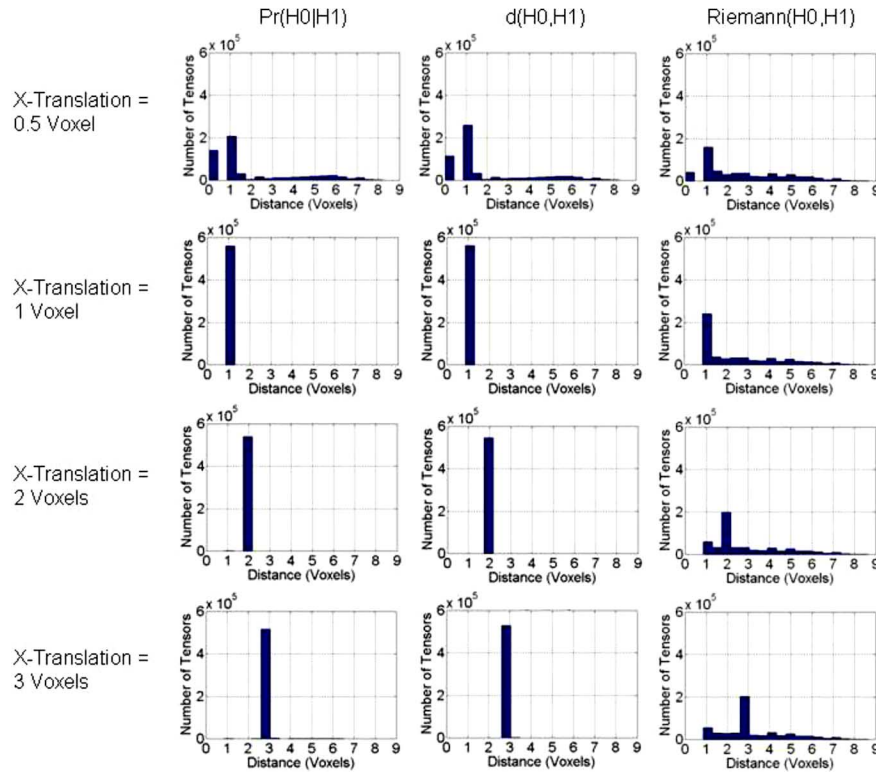 Pr(H0|H1) d(H0,H1) Riemann(H0,H1)
X-Translation =
0.5 Voxel
6 x 10^5 6 x 10^5 6 x 10^5
Number of Tensors Number of Tensors Number of Tensors
4 4 4
2 2 2
0 0 0
0 1 2 3 4 5 6 7 8 9 0 1 2 3 4 5 6 7 8 9 0 1 2 3 4 5 6 7 8 9
Distance (Voxels) Distance (Voxels) Distance (Voxels)
X-Translation =
1 Voxel
6 x 10^5 6 x 10^5 6 x 10^5
Number of Tensors Number of Tensors Number of Tensors
4 4 4
2 2 2
0 0 0
0 1 2 3 4 5 6 7 8 9 0 1 2 3 4 5 6 7 8 9 0 1 2 3 4 5 6 7 8 9
Distance (Voxels) Distance (Voxels) Distance (Voxels)
X-Translation =
2 Voxels
6 x 10^5 6 x 10^5 6 x 10^5
Number of Tensors Number of Tensors Number of Tensors
4 4 4
2 2 2
0 0 0
0 1 2 3 4 5 6 7 8 9 0 1 2 3 4 5 6 7 8 9 0 1 2 3 4 5 6 7 8 9
Distance (Voxels) Distance (Voxels) Distance (Voxels)
X-Translation =
3 Voxels
6 x 10^5 6 x 10^5 6 x 10^5
Number of Tensors Number of Tensors Number of Tensors
4 4 4
2 2 2
0 0 0
0 1 2 3 4 5 6 7 8 9 0 1 2 3 4 5 6 7 8 9 0 1 2 3 4 5 6 7 8 9
Distance (Voxels) Distance (Voxels) Distance (Voxels)